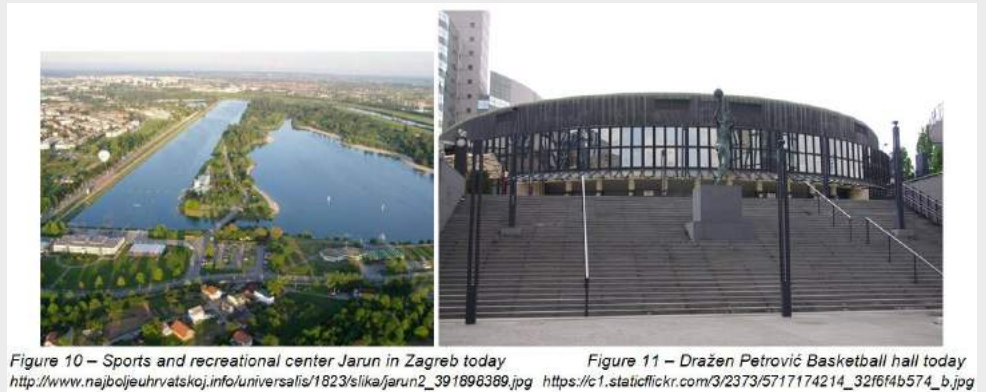 Figure 10 – Sports and recreational center Jarun in Zagreb today
Figure 11 – Dražen Petrović Basketball hall today
http://www.najboljeuhrvatskoj.info/universalis/1823/slika/jarun2_391698389.jpg
https://c1.staticflickr.com/3/2373/5717174214_32f6f4b574_b.jpg